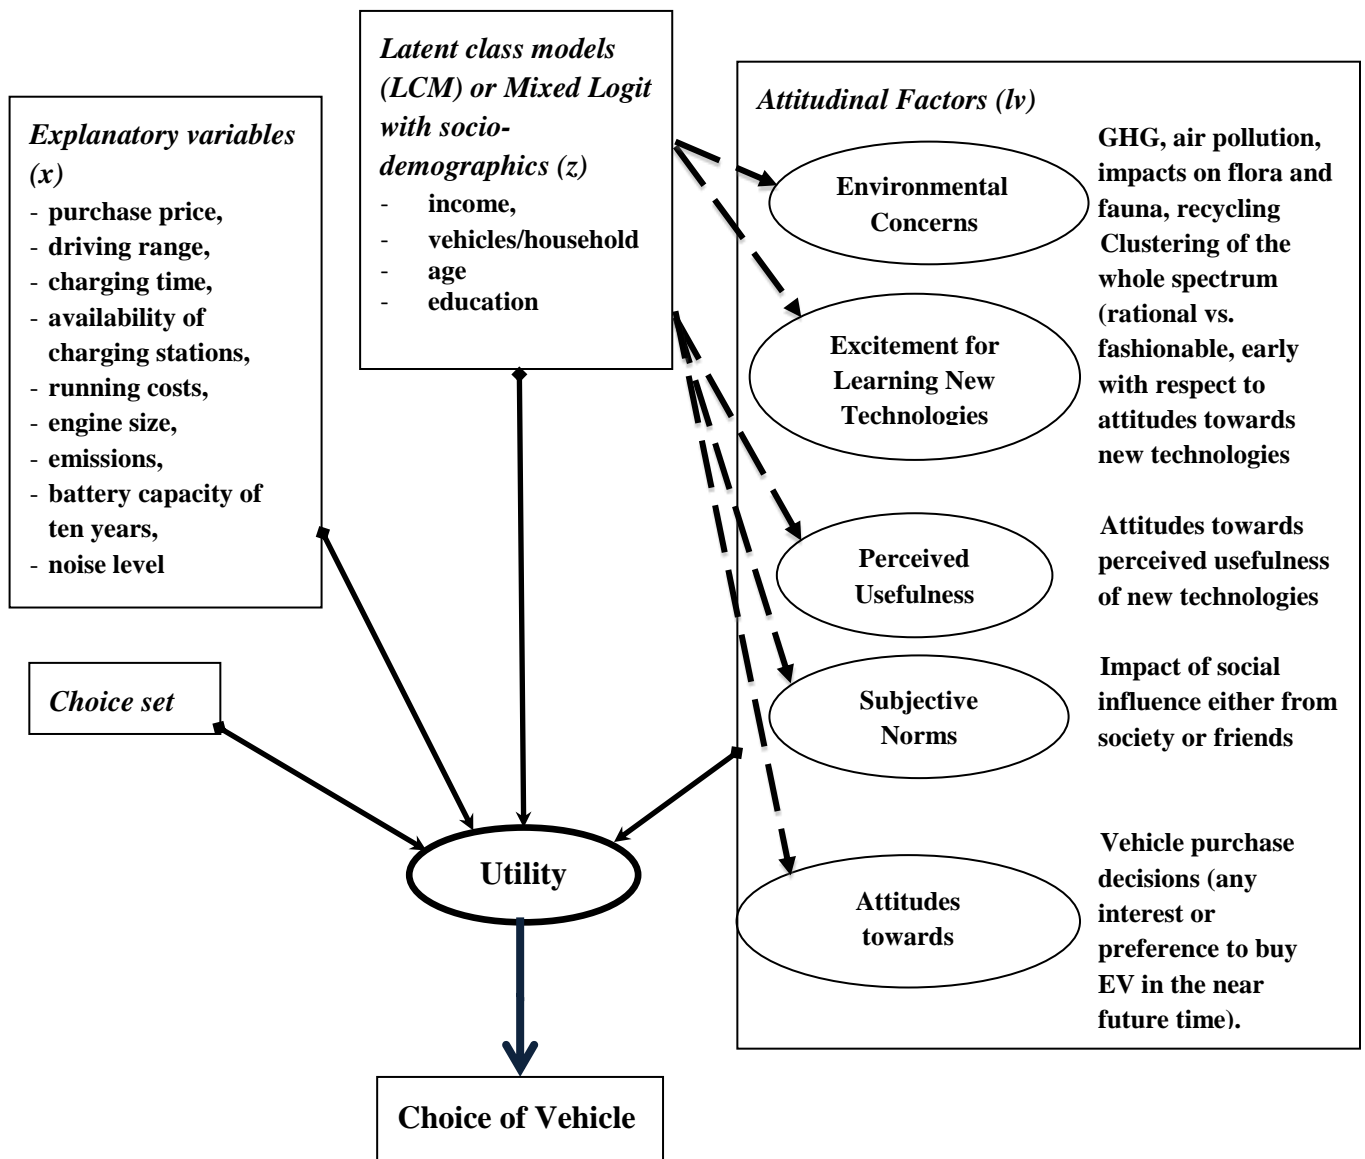 Explanatory variables
(x)
- purchase price,
- driving range,
- charging time,
- availability of
charging stations,
- running costs,
- engine size,
- emissions,
- battery capacity of
ten years,
- noise level
Choice set
Latent class models
(LCM) or Mixed Logit
with socio-
demographics (z)
- income,
- vehicles/household
- age
- education
Attitudinal Factors (lv)
Environmental
Concerns
Excitement for
Learning New
Technologies
Perceived
Usefulness
Subjective
Norms
Attitudes
towards
GHG, air pollution,
impacts on flora and
fauna, recycling
Clustering of the
whole spectrum
(rational vs.
fashionable, early
with respect to
attitudes towards
new technologies
Attitudes towards
perceived usefulness
of new technologies
Impact of social
influence either from
society or friends
Vehicle purchase
decisions (any
interest or
preference to buy
EV in the near
future time).
Utility
Choice of Vehicle